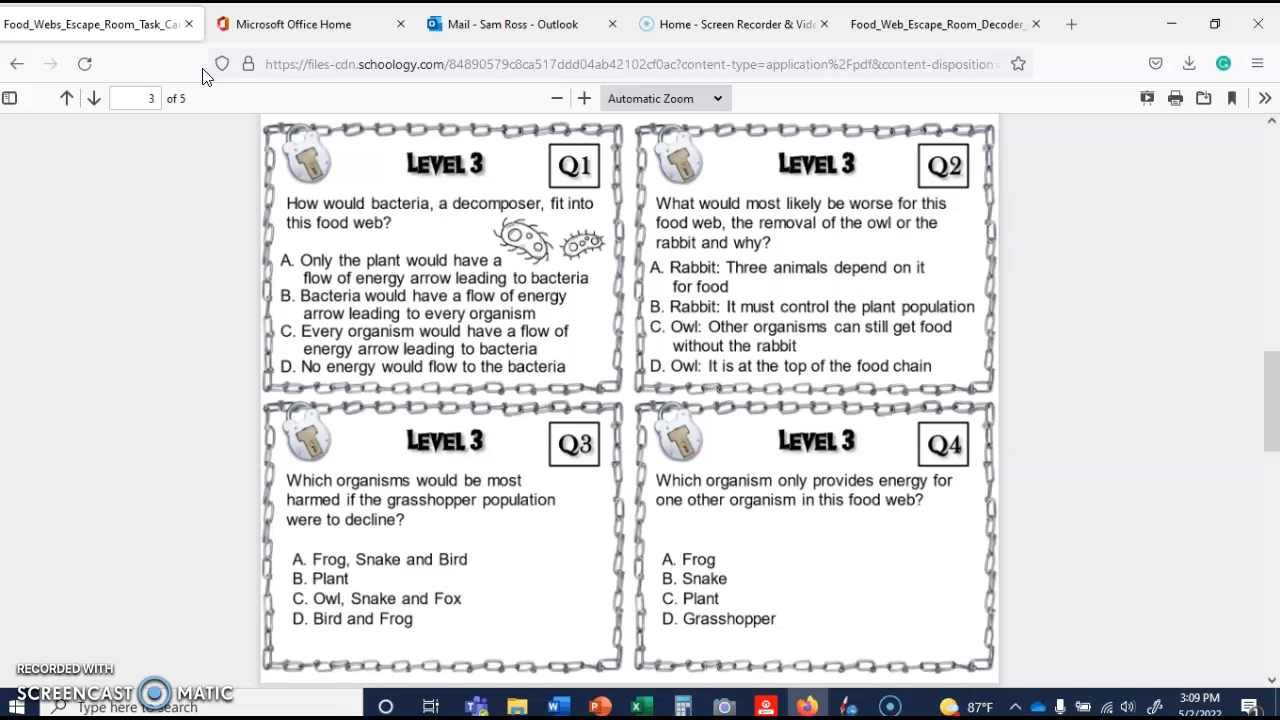 Food_Webs_Escape_Room_Task_Car
Microsoft Office Home
Mail - Sam Ross - Outlook
Home - Screen Recorder & Vide
Food_Web_Escape_Room_Decoder_
https://files-cdn.schoology.com/84890579c8ca517ddd04ab42102cf0ac?content-type=application%2Fpdf&content-disposition=
3 of 5
Automatic Zoom
LEVEL 3
Q1
How would bacteria, a decomposer, fit into
this food web?
A. Only the plant would have a
flow of energy arrow leading to bacteria
B. Bacteria would have a flow of energy
arrow leading to every organism
C. Every organism would have a flow of
energy arrow leading to bacteria
D. No energy would flow to the bacteria
LEVEL 3
Q2
What would most likely be worse for this
food web, the removal of the owl or the
rabbit and why?
A. Rabbit: Three animals depend on it
for food
B. Rabbit: It must control the plant population
C. Owl: Other organisms can still get food
without the rabbit
D. Owl: It is at the top of the food chain
LEVEL 3
Q3
Which organisms would be most
harmed if the grasshopper population
were to decline?
A. Frog, Snake and Bird
B. Plant
C. Owl, Snake and Fox
D. Bird and Frog
LEVEL 3
Q4
Which organism only provides energy for
one other organism in this food web?
A. Frog
B. Snake
C. Plant
D. Grasshopper
RECORDED WITH
SCREENCAST MATIC
Type here to search
87°F
3:09 PM
5/2/2022